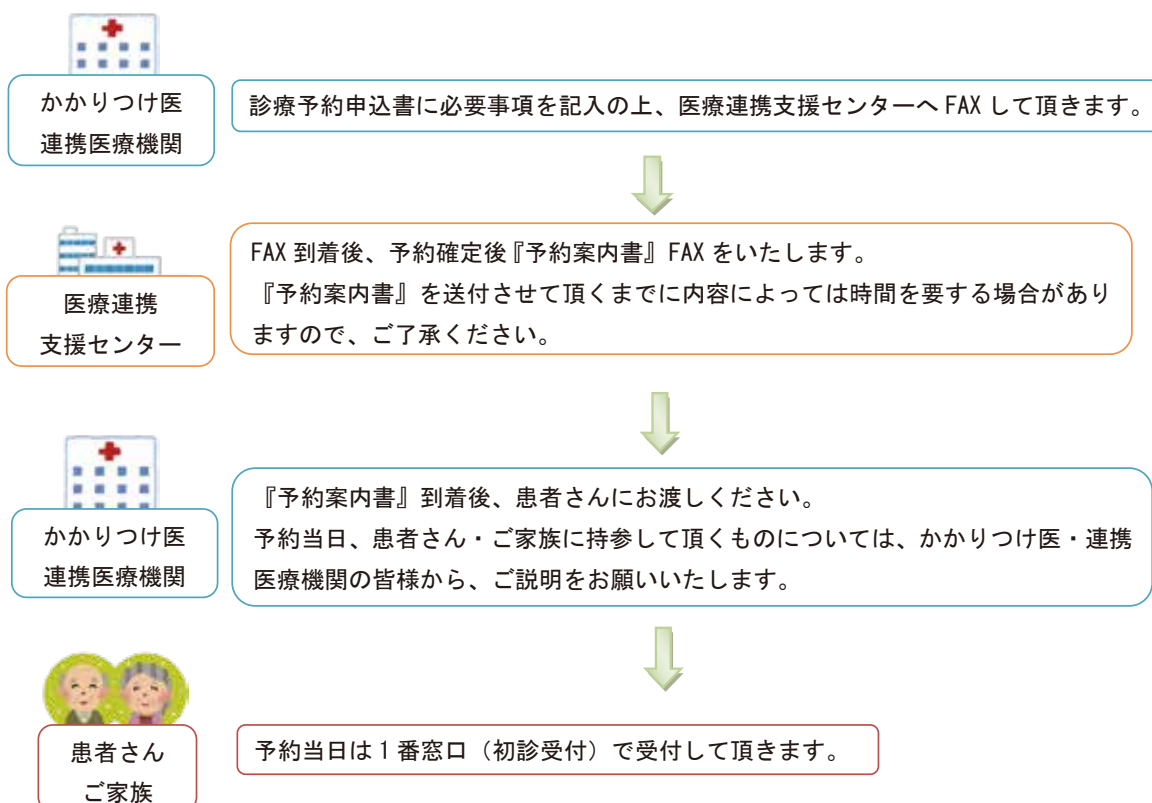 かかりつけ医
連携医療機関
診療予約申込書に必要事項を記入の上、医療連携支援センターへ FAX して頂きます。
医療連携
支援センター
FAX 到着後、予約確定後『予約案内書』FAX をいたします。
『予約案内書』を送付させて頂くまでに内容によっては時間を要する場合があり
ますので、ご了承ください。
かかりつけ医
連携医療機関
『予約案内書』到着後、患者さんにお渡しください。
予約当日、患者さん・ご家族に持参して頂くものについては、かかりつけ医・連携
医療機関の皆様から、ご説明をお願いいたします。
患者さん
ご家族
予約当日は 1 番窓口（初診受付）で受付して頂きます。